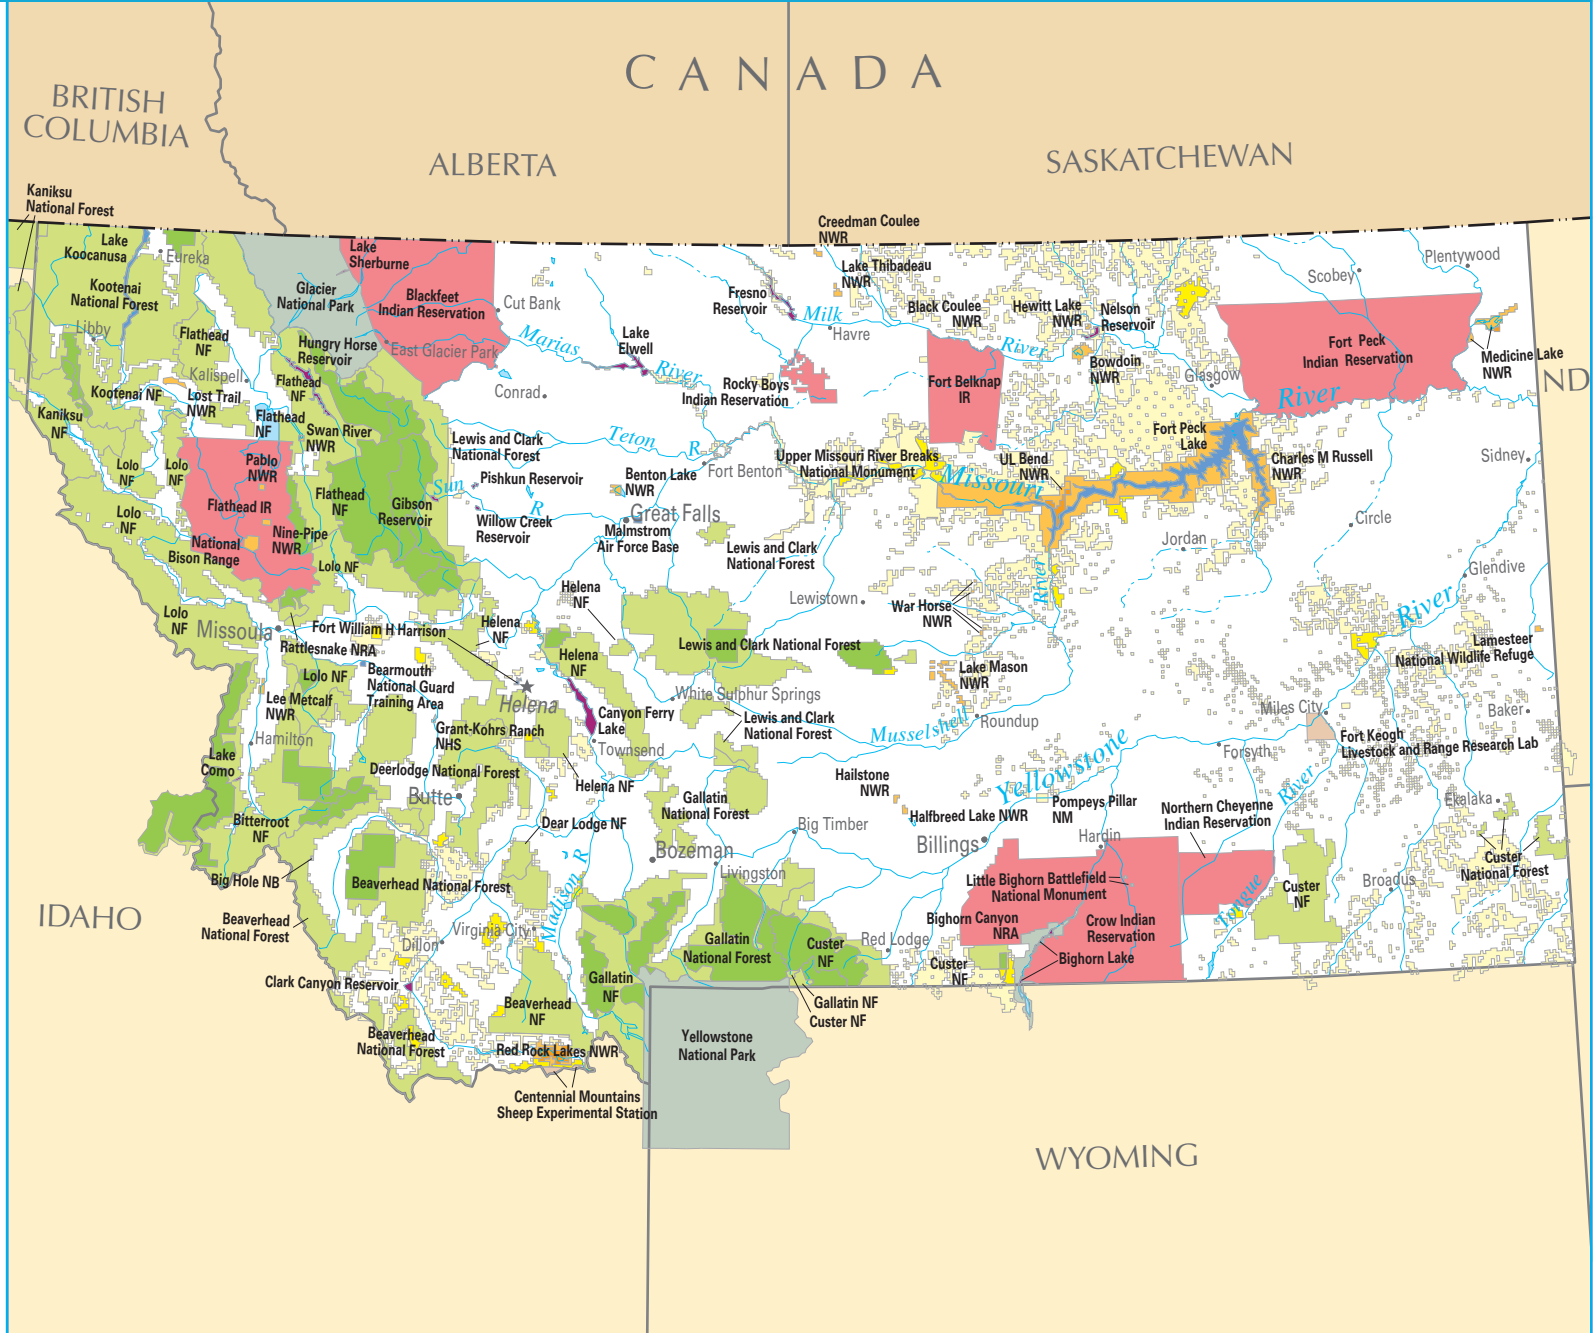 CANADA
BRITISH
COLUMBIA
ALBERTA
SASKATCHEWAN
Kaniksu
National Forest
Creedman Coulee
NWR
Lake
Koocanusa
Eureka
Lake
Sherburne
Lake Thibadeau
NWR
Plentywood
Scobey
Kootenai
National Forest
Glacier
National Park
Blackfeet
Indian Reservation
Cut Bank
Fresno
Reservoir
Milk
Havre
Black Coulee
NWR
Hewitt Lake
NWR
Nelson
Reservoir
Libby
Flathead
NF
Hungry Horse
Reservoir
East Glacier Park
Marias
Lake
Elwell
River
River
Bowdoin
NWR
Glasgow
Fort Peck
Indian Reservation
Medicine Lake
NWR
ND
Kalispell
Flathead
NF
Kootenai NF
Lost Trail
NWR
Conrad
Rocky Boys
Indian Reservation
Fort Belknap
IR
River
Kaniksu
NF
Flathead
NF
Swan River
NWR
Lewis and Clark
National Forest
Teton
R
Fort Peck
Lake
Lolo
NF
Lolo
NF
Pablo
NWR
Pishkun Reservoir
Benton Lake
NWR
Fort Benton
Upper Missouri River Breaks
National Monument
UL Bend
NWR
Charles M Russell
NWR
Sidney
Missouri
Flathead IR
Flathead
NF
Gibson
Reservoir
Sun
R
Great Falls
Lolo
NF
Willow Creek
Reservoir
Malmstrom
Air Force Base
Circle
Nine-Pipe
NWR
National
Bison Range
Lolo NF
Lewis and Clark
National Forest
Jordan
Glendive
River
Helena
NF
Lewistown
War Horse
NWR
River
Lolo
NF
Missoula
Fort William H Harrison
Helena
NF
Rattlesnake NRA
Lewis and Clark National Forest
Lamesteer
National Wildlife Refuge
Helena
NF
Lolo NF
Bearmouth
National Guard
Training Area
Lake Mason
NWR
Lee Metcalf
NWR
Helena
White Sulphur Springs
Canyon Ferry
Lake
Lewis and Clark
National Forest
Musselshell
Roundup
Miles City
Baker
Hamilton
Grant-Kohrs Ranch
NHS
Townsend
Yellowstone
Forsyth
Fort Keogh
Livestock and Range Research Lab
Lake
Como
Deerlodge National Forest
Helena NF
Hailstone
NWR
River
Butte
Gallatin
National Forest
Pompeys Pillar
NM
Northern Cheyenne
Indian Reservation
Ekalaka
Bitterroot
NF
Dear Lodge NF
Big Timber
Halfbreed Lake NWR
Billings
Hardin
Bozeman
Livingston
Custer
National Forest
Big Hole NB
Beaverhead National Forest
Madison R
Little Bighorn Battlefield
National Monument
Tongue
Custer
NF
Broadus
IDAHO
Beaverhead
National Forest
Virginia City
Dillon
Bighorn Canyon
NRA
Crow Indian
Reservation
Gallatin
National Forest
Custer
NF
Red Lodge
Bighorn Lake
Custer
NF
Clark Canyon Reservoir
Gallatin
NF
Beaverhead
NF
Gallatin NF
Custer NF
Beaverhead
National Forest
Red Rock Lakes NWR
Yellowstone
National Park
Centennial Mountains
Sheep Experimental Station
WYOMING